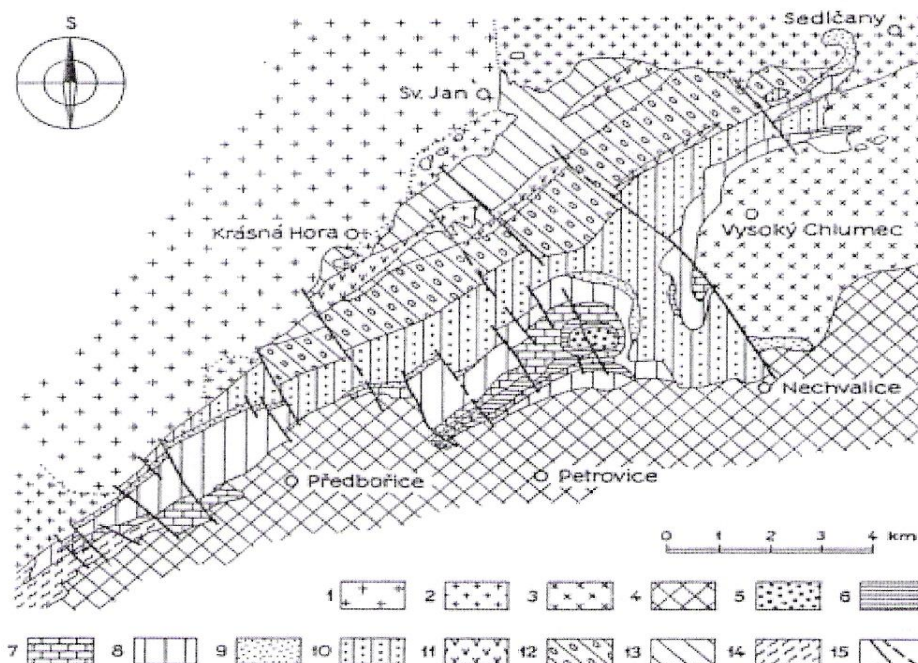 S
Sedlčany
Sv. Jan
Krásná Hora
Vysoký Chlumec
Nechvalice
Předbořice
Petrovice
0 1 2 3 4 km
1 2 3 4 5 6
7 8 9 10 11 12 13 14 15